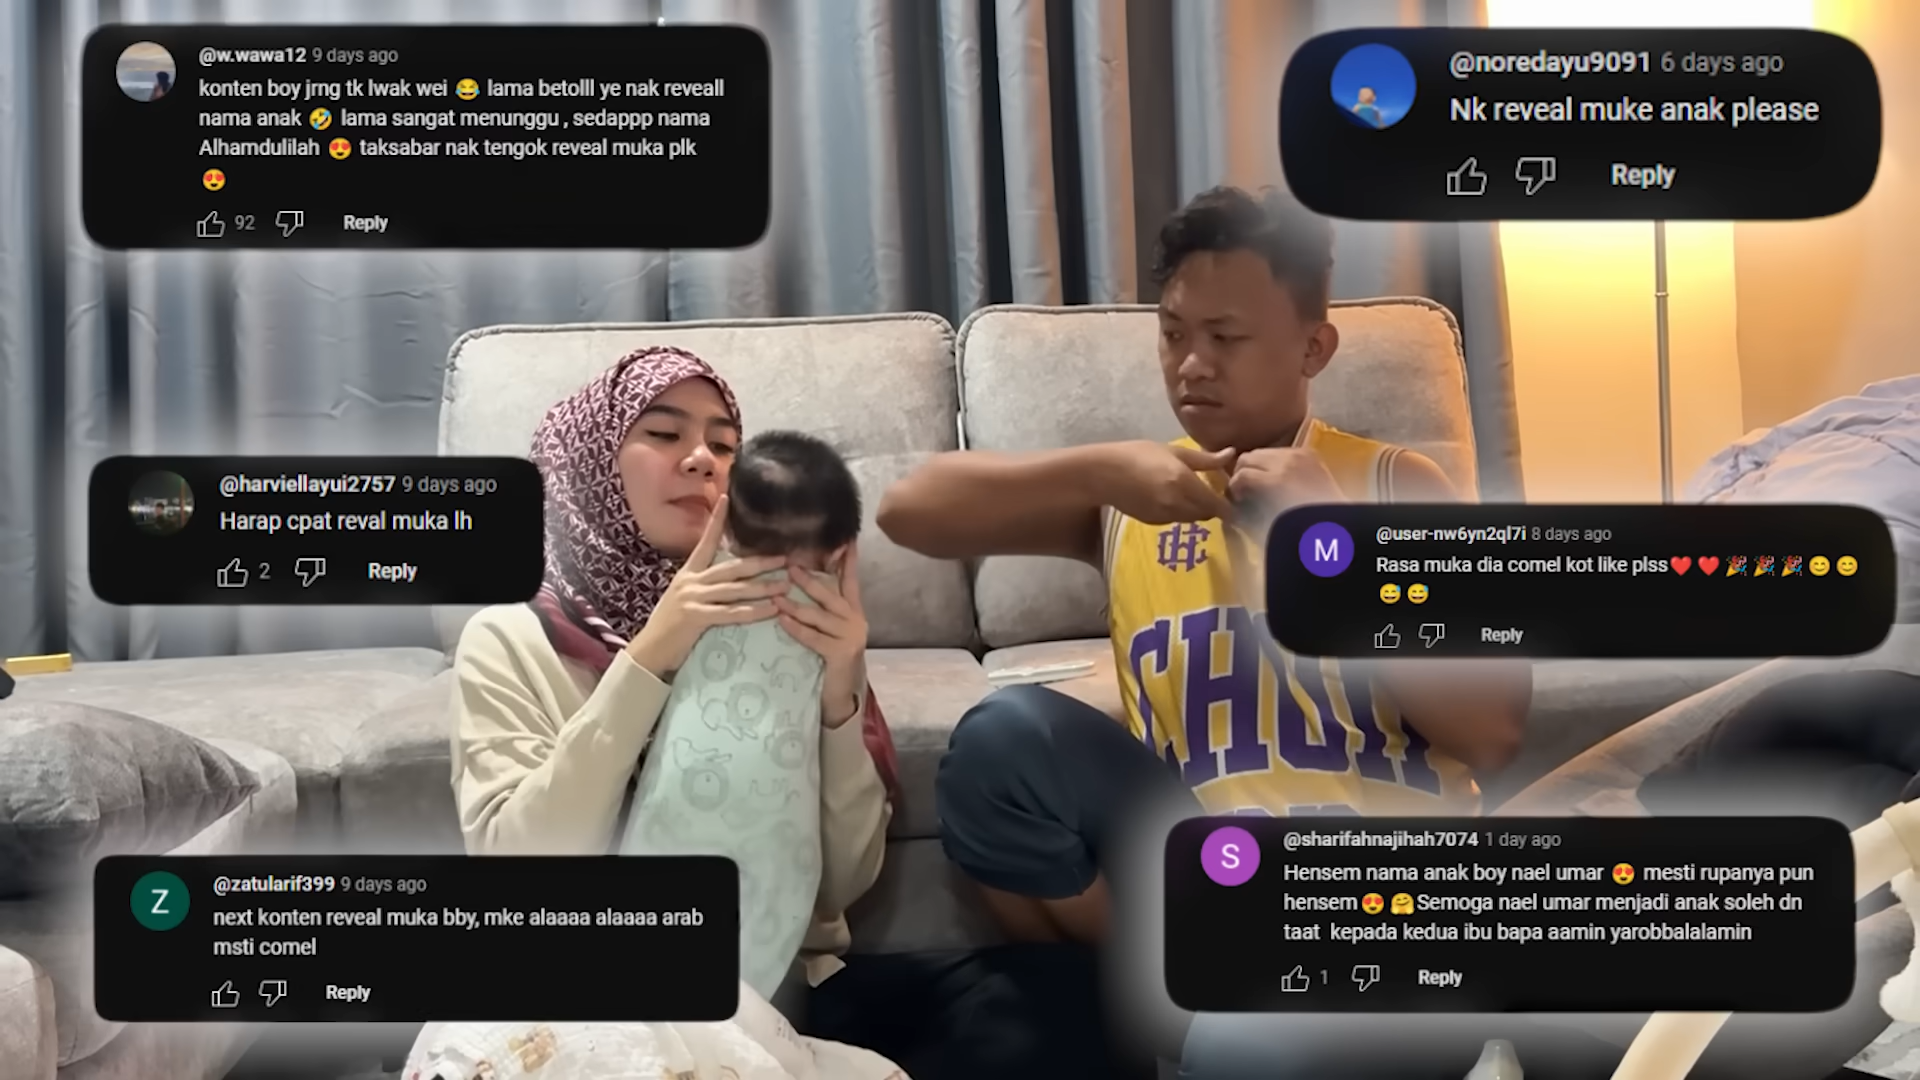 @w.wawa12 9 days ago
konten boy jrng tk lwak wei 😂 lama betolll ye nak reveall
nama anak 🤣 lama sangat menunggu , sedappp nama
Alhamdulilah 😍 taksabar nak tengok reveal muka plk
😍
92 Reply
@noredayu9091 6 days ago
Nk reveal muke anak please
Reply
@harviellayui2757 9 days ago
Harap cpat reval muka lh
2 Reply
M
@user-nw6yn2ql7i 8 days ago
Rasa muka dia comel kot like plss❤️❤️🎉🎉🎉😊😊
😅😅
Reply
Z
@zatularif399 9 days ago
next konten reveal muka bby, mke alaaaa alaaaa arab
msti comel
Reply
S
@sharifahnajihah7074 1 day ago
Hensem nama anak boy nael umar 😍 mesti rupanya pun
hensem😍 🤗Semoga nael umar menjadi anak soleh dn
taat kepada kedua ibu bapa aamin yarobbalalamin
1 Reply